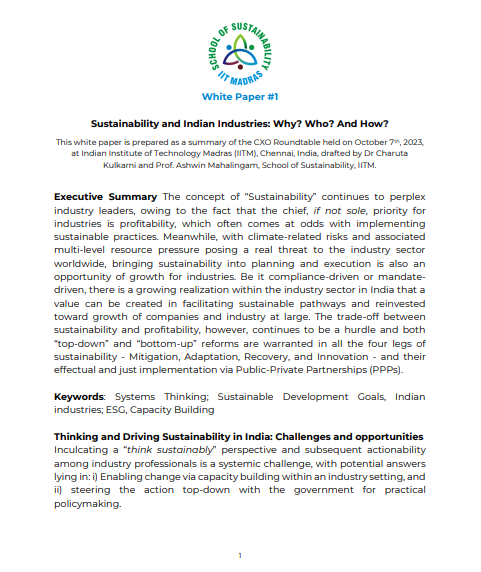 SCHOOL OF SUSTAINABILITY
IIT MADRAS
White Paper #1
Sustainability and Indian Industries: Why? Who? And How?
This white paper is prepared as a summary of the CXO Roundtable held on October 7th, 2023,
at Indian Institute of Technology Madras (IITM), Chennai, India, drafted by Dr Charuta
Kulkarni and Prof. Ashwin Mahalingam, School of Sustainability, IITM.
Executive Summary The concept of “Sustainability” continues to perplex
industry leaders, owing to the fact that the chief, if not sole, priority for
industries is profitability, which often comes at odds with implementing
sustainable practices. Meanwhile, with climate-related risks and associated
multi-level resource pressure posing a real threat to the industry sector
worldwide, bringing sustainability into planning and execution is also an
opportunity of growth for industries. Be it compliance-driven or mandate-
driven, there is a growing realization within the industry sector in India that a
value can be created in facilitating sustainable pathways and reinvested
toward growth of companies and industry at large. The trade-off between
sustainability and profitability, however, continues to be a hurdle and both
“top-down” and “bottom-up” reforms are warranted in all the four legs of
sustainability - Mitigation, Adaptation, Recovery, and Innovation - and their
effectual and just implementation via Public-Private Partnerships (PPPs).
Keywords: Systems Thinking; Sustainable Development Goals, Indian
industries; ESG, Capacity Building
Thinking and Driving Sustainability in India: Challenges and opportunities
Inculcating a “think sustainably” perspective and subsequent actionability
among industry professionals is a systemic challenge, with potential answers
lying in: i) Enabling change via capacity building within an industry setting, and
ii) steering the action top-down with the government for practical
policymaking.
1